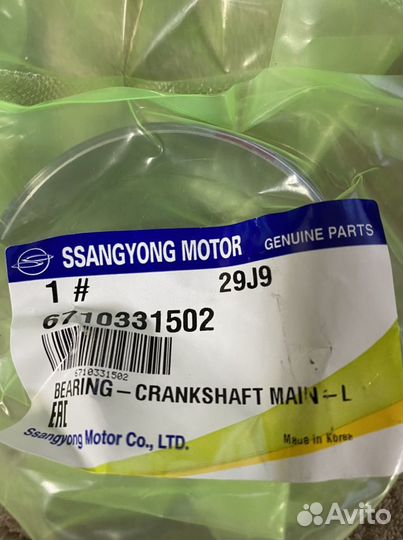 SSANGYONG MOTOR GENUINE PARTS
1 # 29J9
6710331502
6710331502
BEARING-CRANKSHAFT MAIN-L
EAC
Ssangyong Motor Co., LTD. Made in Korea
Avito